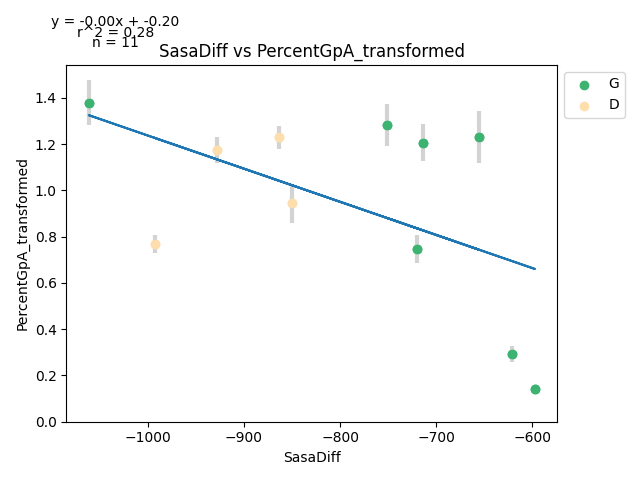 y = -0.00x + -0.20
r^2 = 0.28
n = 11
SasaDiff vs PercentGpA_transformed
G
D
PercentGpA_transformed
1.4
1.2
1.0
0.8
0.6
0.4
0.2
0.0
−1000 −900 −800 −700 −600
SasaDiff